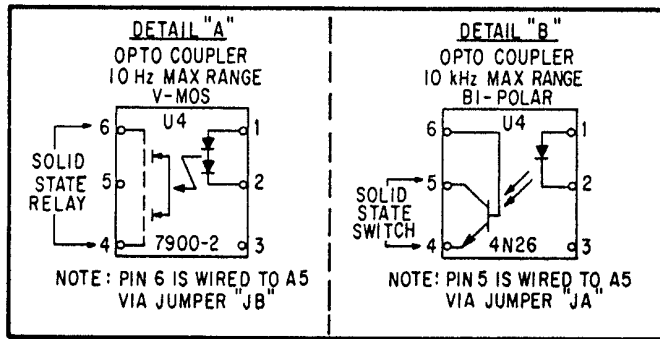 DETAIL "A"
OPTO COUPLER
10 Hz MAX RANGE
V-MOS
U4
6
1
SOLID
STATE
RELAY
5
2
4
7900-2
3
NOTE: PIN 6 IS WIRED TO A5
VIA JUMPER "JB"
DETAIL "B"
OPTO COUPLER
10 kHz MAX RANGE
BI-POLAR
U4
6
1
5
2
SOLID
STATE
SWITCH
4
4N26
3
NOTE: PIN 5 IS WIRED TO A5
VIA JUMPER "JA"